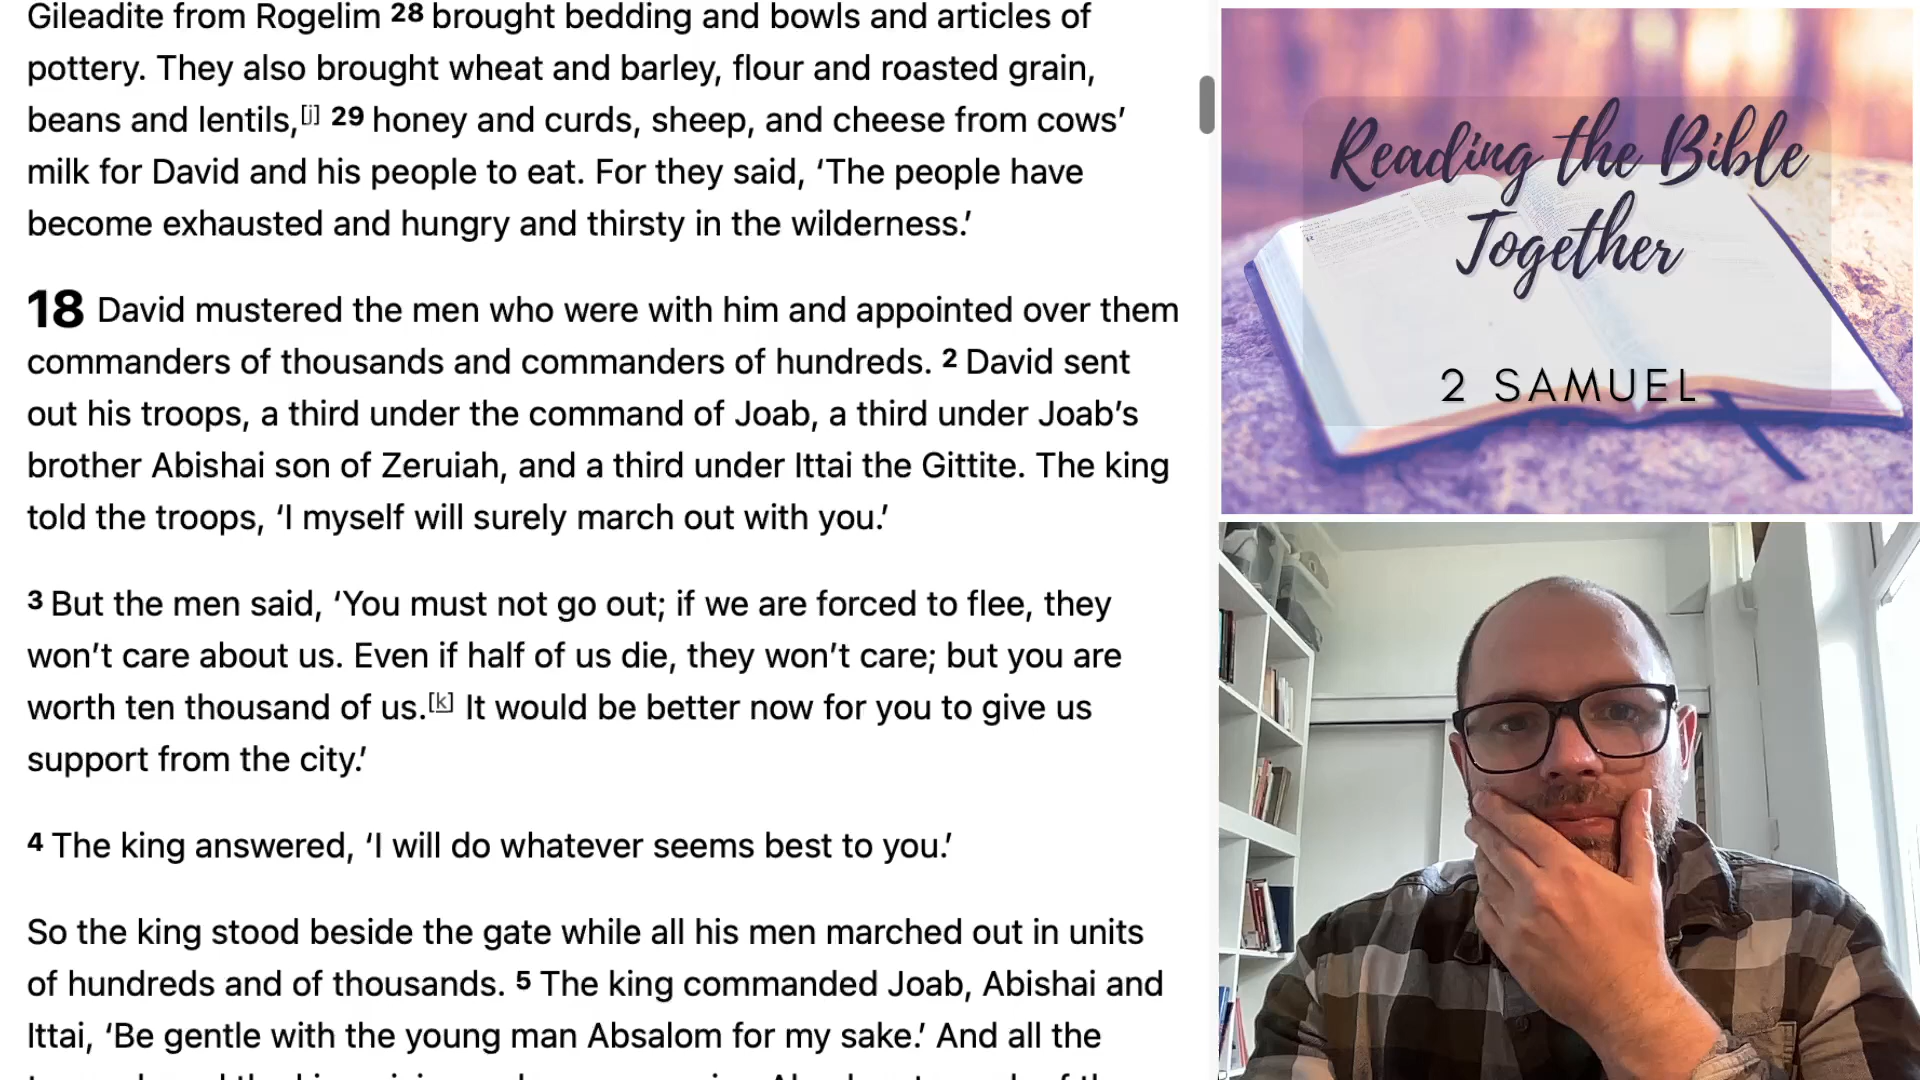 Gileadite from Rogelim 28 brought bedding and bowls and articles of
pottery. They also brought wheat and barley, flour and roasted grain,
beans and lentils,[j] 29 honey and curds, sheep, and cheese from cows’
milk for David and his people to eat. For they said, ‘The people have
become exhausted and hungry and thirsty in the wilderness.’
18 David mustered the men who were with him and appointed over them
commanders of thousands and commanders of hundreds. 2 David sent
out his troops, a third under the command of Joab, a third under Joab’s
brother Abishai son of Zeruiah, and a third under Ittai the Gittite. The king
told the troops, ‘I myself will surely march out with you.’
3 But the men said, ‘You must not go out; if we are forced to flee, they
won’t care about us. Even if half of us die, they won’t care; but you are
worth ten thousand of us.[k] It would be better now for you to give us
support from the city.’
4 The king answered, ‘I will do whatever seems best to you.’
So the king stood beside the gate while all his men marched out in units
of hundreds and of thousands. 5 The king commanded Joab, Abishai and
Ittai, ‘Be gentle with the young man Absalom for my sake.’ And all the
Reading the Bible
Together
2 SAMUEL